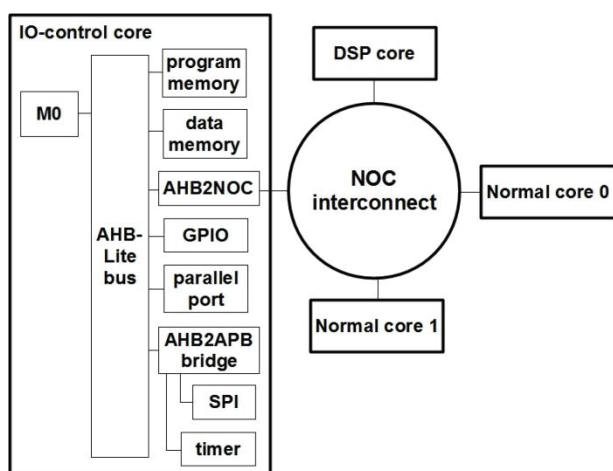 IO-control core
M0
AHB-
Lite
bus
program
memory
data
memory
AHB2NOC
GPIO
parallel
port
AHB2APB
bridge
SPI
timer
DSP core
NOC
interconnect
Normal core 0
Normal core 1